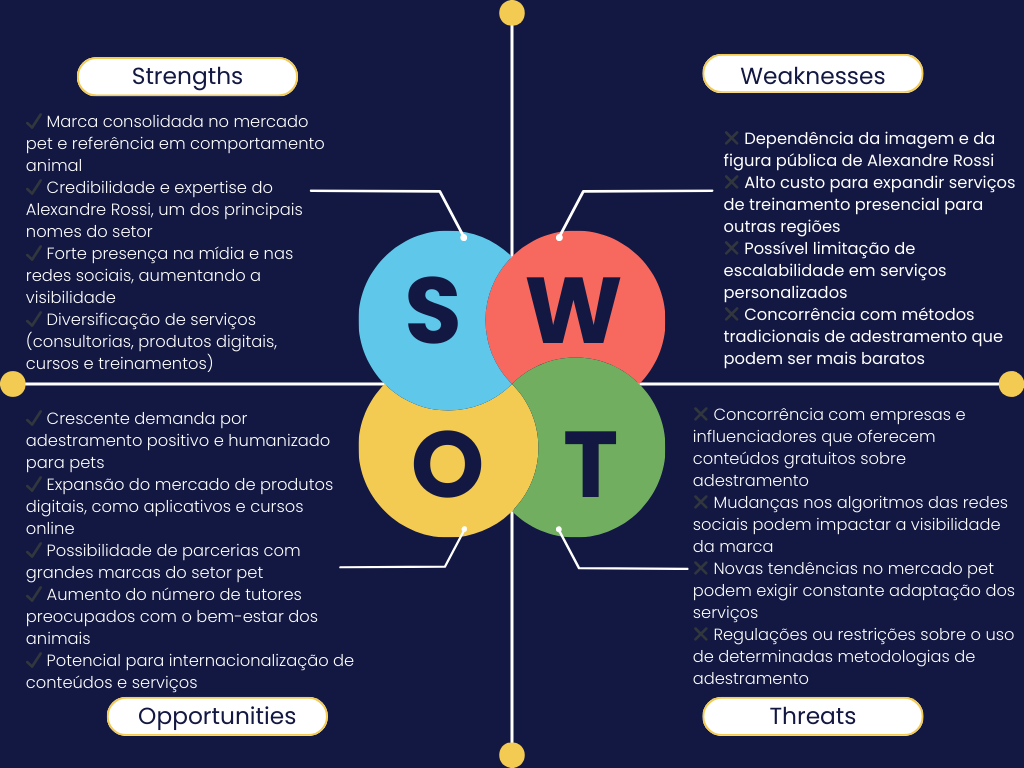 Strengths
✓ Marca consolidada no mercado
pet e referência em comportamento
animal
✓ Credibilidade e expertise do
Alexandre Rossi, um dos principais
nomes do setor
✓ Forte presença na mídia e nas
redes sociais, aumentando a
visibilidade
✓ Diversificação de serviços
(consultorias, produtos digitais,
cursos e treinamentos)
Weaknesses
✕ Dependência da imagem e da
figura pública de Alexandre Rossi
✕ Alto custo para expandir serviços
de treinamento presencial para
outras regiões
✕ Possível limitação de
escalabilidade em serviços
personalizados
✕ Concorrência com métodos
tradicionais de adestramento que
podem ser mais baratos
S
W
O
T
✓ Crescente demanda por
adestramento positivo e humanizado
para pets
✓ Expansão do mercado de produtos
digitais, como aplicativos e cursos
online
✓ Possibilidade de parcerias com
grandes marcas do setor pet
✓ Aumento do número de tutores
preocupados com o bem-estar dos
animais
✓ Potencial para internacionalização de
conteúdos e serviços
Opportunities
✕ Concorrência com empresas e
influenciadores que oferecem
conteúdos gratuitos sobre
adestramento
✕ Mudanças nos algoritmos das redes
sociais podem impactar a visibilidade
da marca
✕ Novas tendências no mercado pet
podem exigir constante adaptação dos
serviços
✕ Regulações ou restrições sobre o uso
de determinadas metodologias de
adestramento
Threats